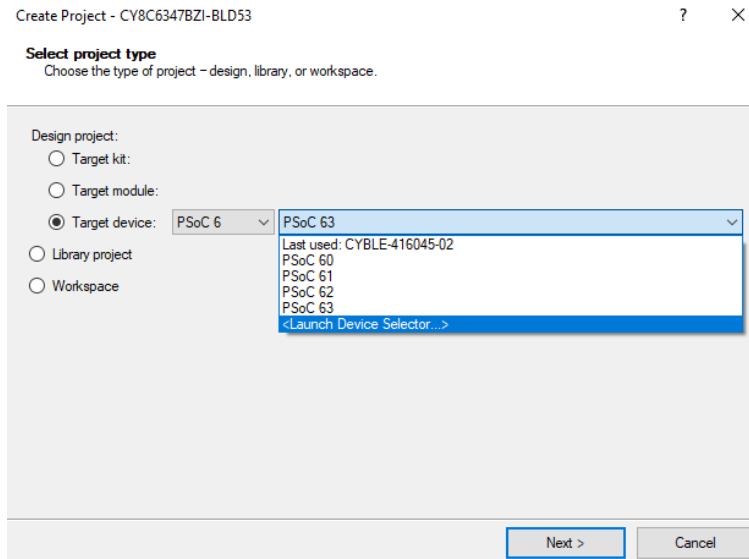 Create Project - CY8C6347BZI-BLD53 ? ×
Select project type
Choose the type of project – design, library, or workspace.
Design project:
Target kit:
Target module:
Target device: PSoC 6 PSoC 63
Last used: CYBLE-416045-02
PSoC 60
PSoC 61
PSoC 62
PSoC 63
<Launch Device Selector...>
Library project
Workspace
Next > Cancel